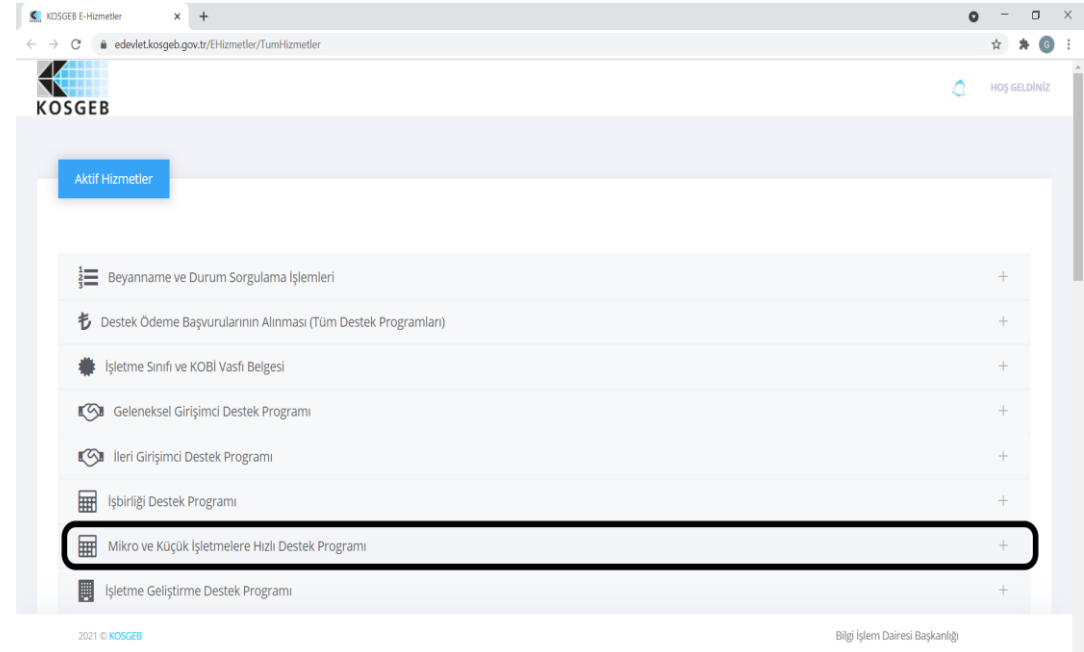 KOSGEB E-Hizmetler
edevlet.kosgeb.gov.tr/EHizmetler/TumHizmetler
G
KOSGEB
HOŞ GELDİNİZ
Aktif Hizmetler
Beyanname ve Durum Sorgulama İşlemleri
Destek Ödeme Başvurularının Alınması (Tüm Destek Programları)
İşletme Sınıfı ve KOBİ Vasfı Belgesi
Geleneksel Girişimci Destek Programı
İleri Girişimci Destek Programı
İşbirliği Destek Programı
Mikro ve Küçük İşletmelere Hızlı Destek Programı
İşletme Geliştirme Destek Programı
2021 © KOSGEB
Bilgi İşlem Dairesi Başkanlığı